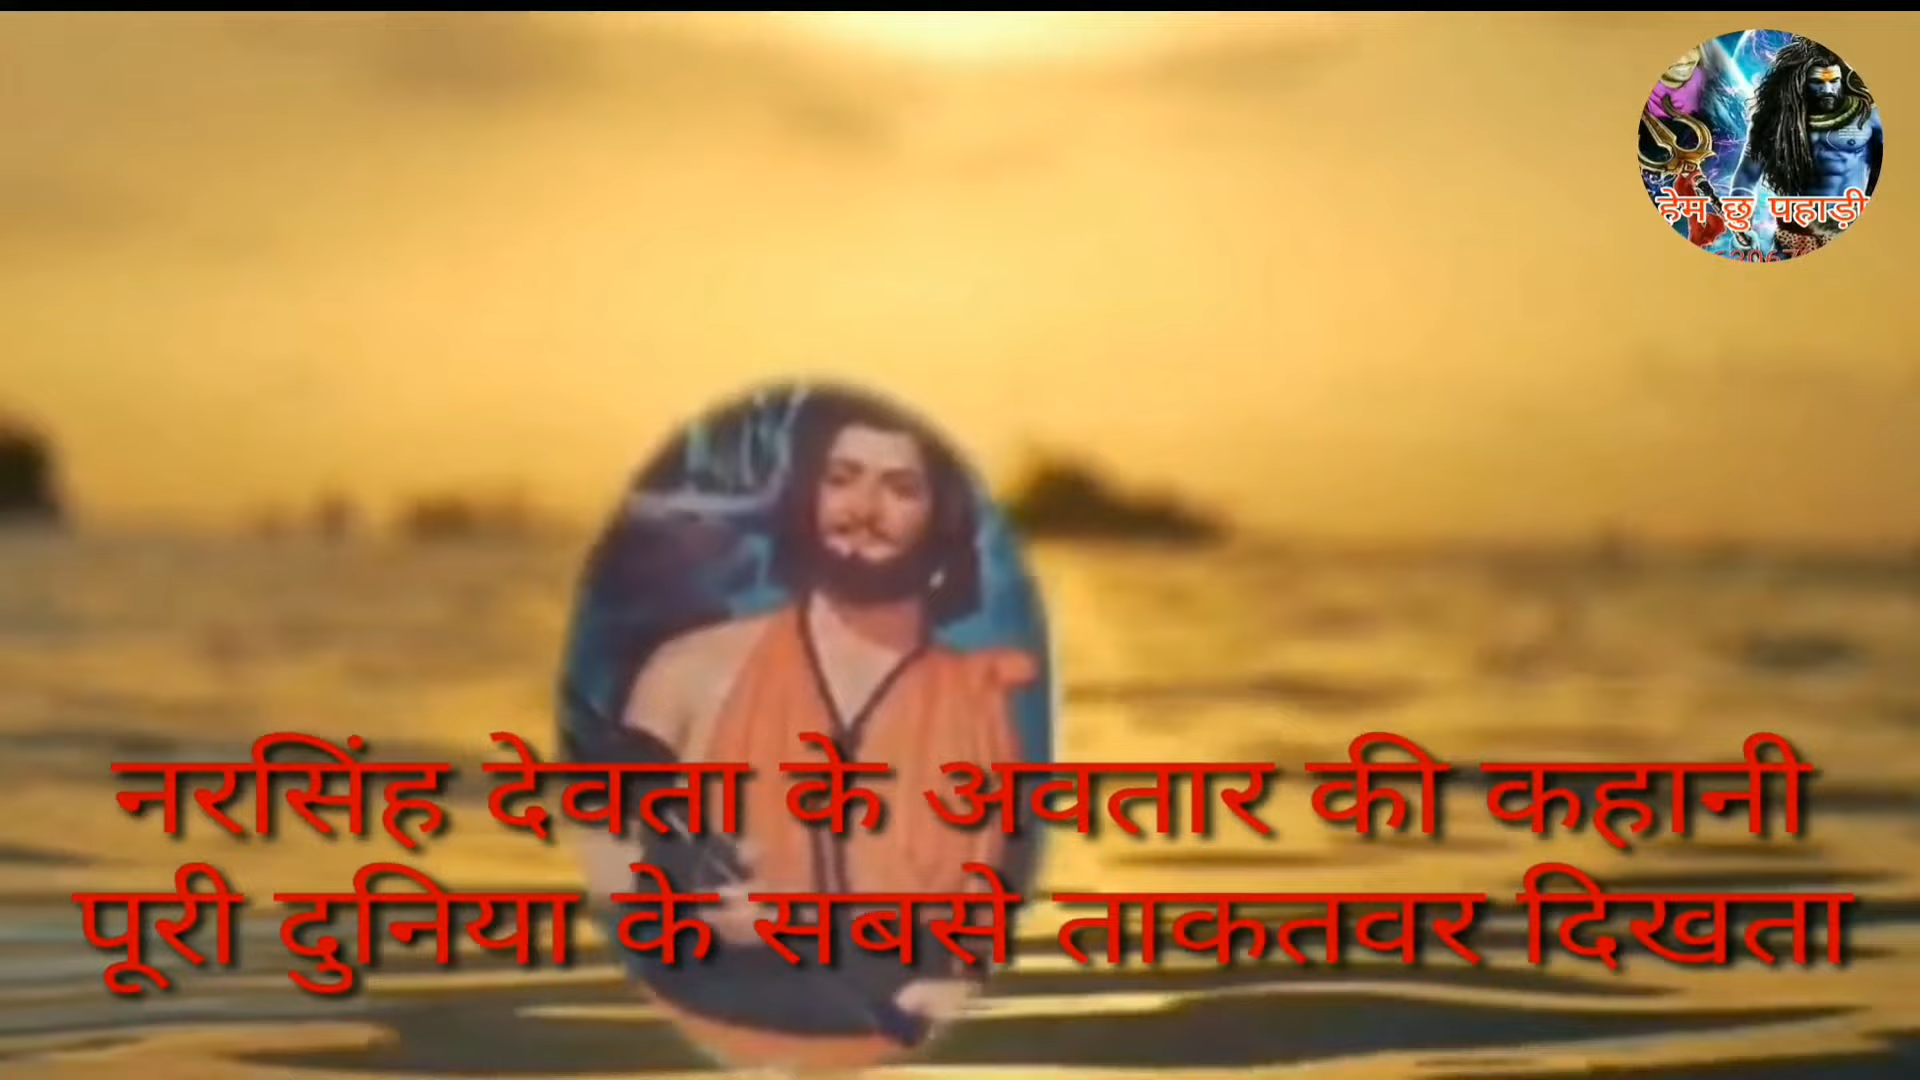 हेम छु पहाड़ी
नरसिंह देवता के अवतार की कहानी
पूरी दुनिया के सबसे ताकतवर दिखता